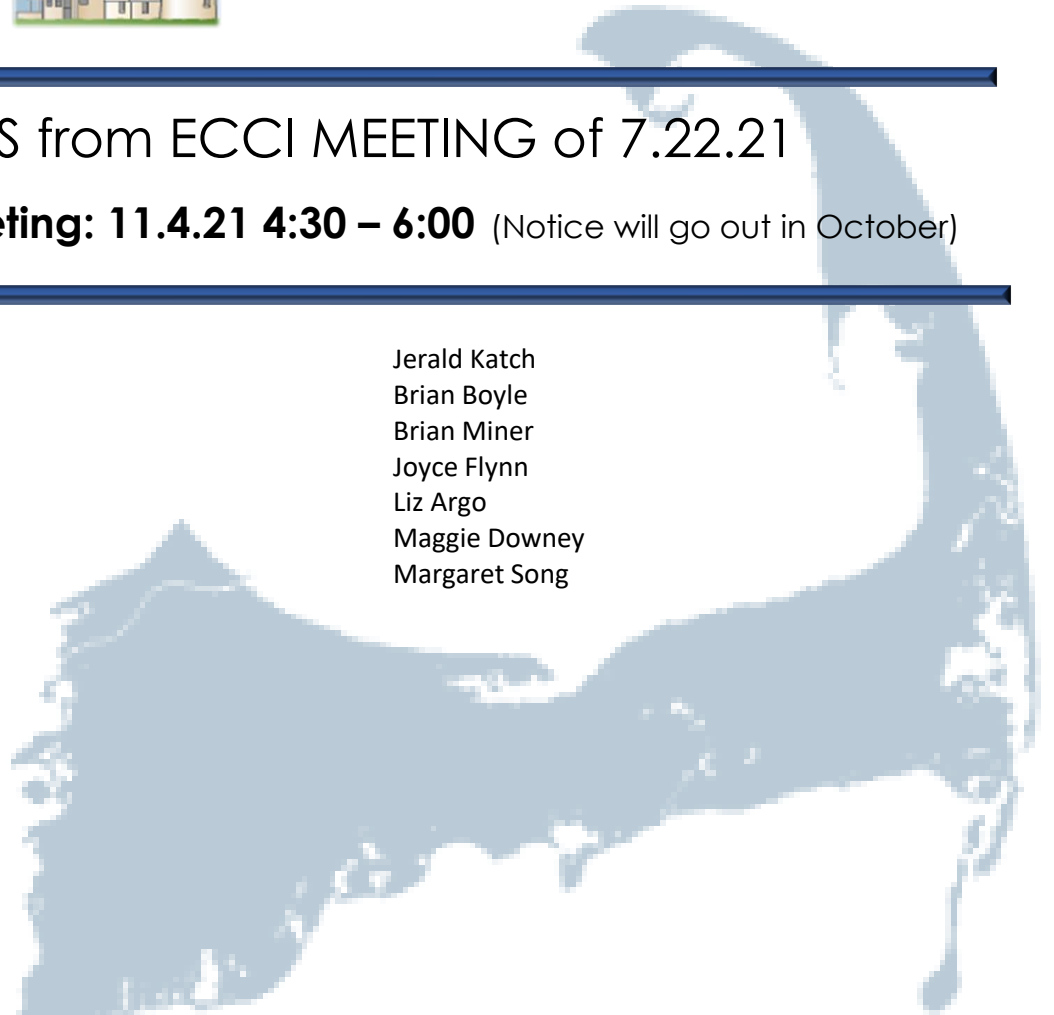 S from ECCI MEETING of 7.22.21
eting: 11.4.21 4:30 – 6:00 (Notice will go out in October)
Jerald Katch
Brian Boyle
Brian Miner
Joyce Flynn
Liz Argo
Maggie Downey
Margaret Song